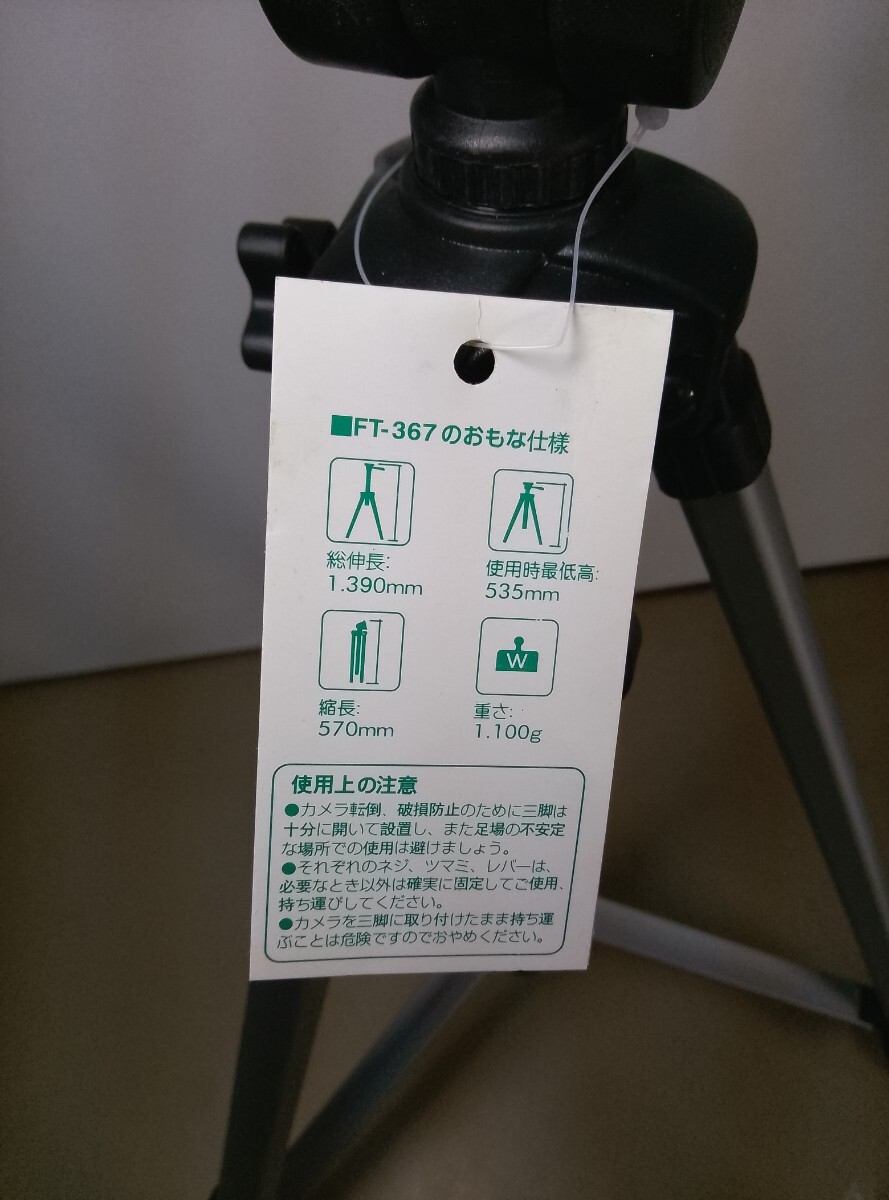 ■FT-367のおもな仕様
総伸長:
1.390mm
使用時最低高:
535mm
縮長:
570mm
W
重さ:
1.100g
使用上の注意
●カメラ転倒、破損防止のために三脚は
十分に開いて設置し、また足場の不安定
な場所での使用は避けましょう。
●それぞれのネジ、ツマミ、レバーは、
必要なとき以外は確実に固定してご使用、
持ち運びしてください。
●カメラを三脚に取り付けたまま持ち運
ぶことは危険ですのでおやめください。